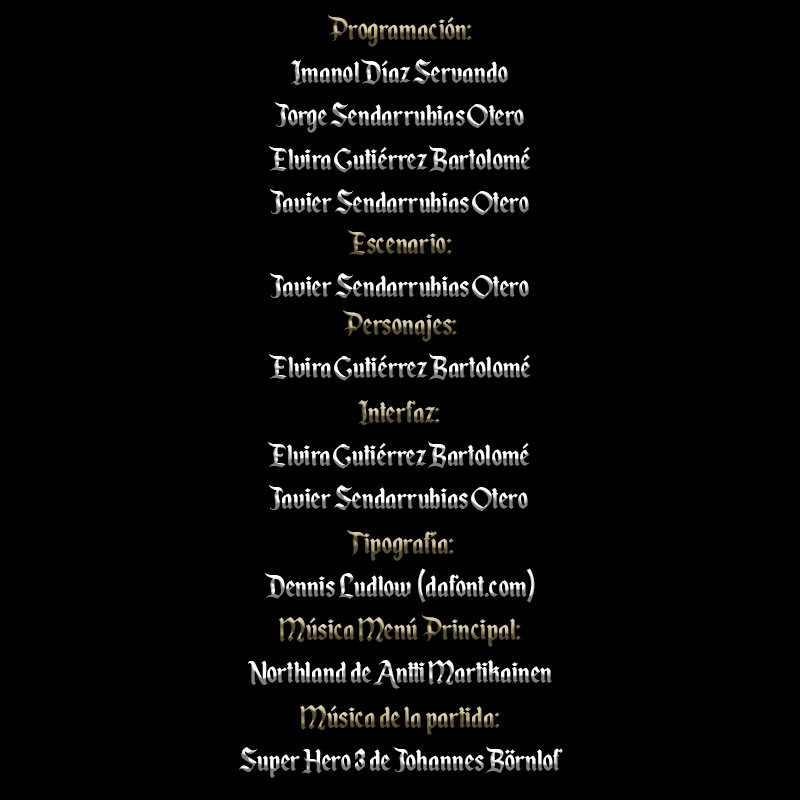 Programación:
Imanol Díaz Servando
Jorge Sendarrubias Otero
Elvira Gutiérrez Bartolomé
Javier Sendarrubias Otero
Escenario:
Javier Sendarrubias Otero
Personajes:
Elvira Gutiérrez Bartolomé
Interfaz:
Elvira Gutiérrez Bartolomé
Javier Sendarrubias Otero
Tipografía:
Dennis Ludlow (dafont.com)
Música Menú Principal:
Northland de Antti Martikainen
Música de la partida:
Super Hero 3 de Johannes Börnlof